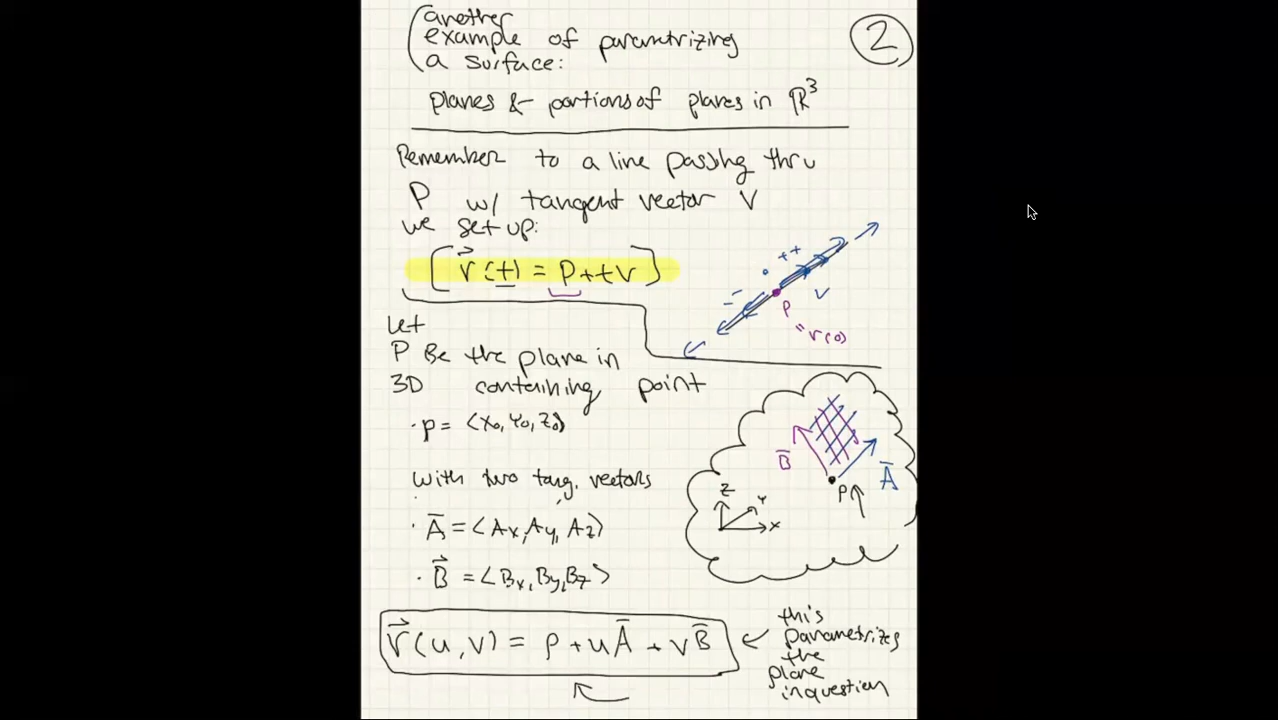 another
example of parametrizing
a surface:
2
planes & portions of planes in ℝ³
Remember to a line passing thru
P w/ tangent vector V
we set up:
r⃗(t) = p + tv
++
--
V
P
=r(0)
Let
P Be the plane in
3D containing point
· p = ⟨x₀, y₀, z₀⟩
with two tang. vectors
· A̅ = ⟨Ax, Ay, Az⟩
· B⃗ = ⟨Bx, By, Bz⟩
B̅
A̅
P
Z
Y
X
r⃗(u,v) = p + uA̅ + vB̅
this
parametrizes
the
plane
in question